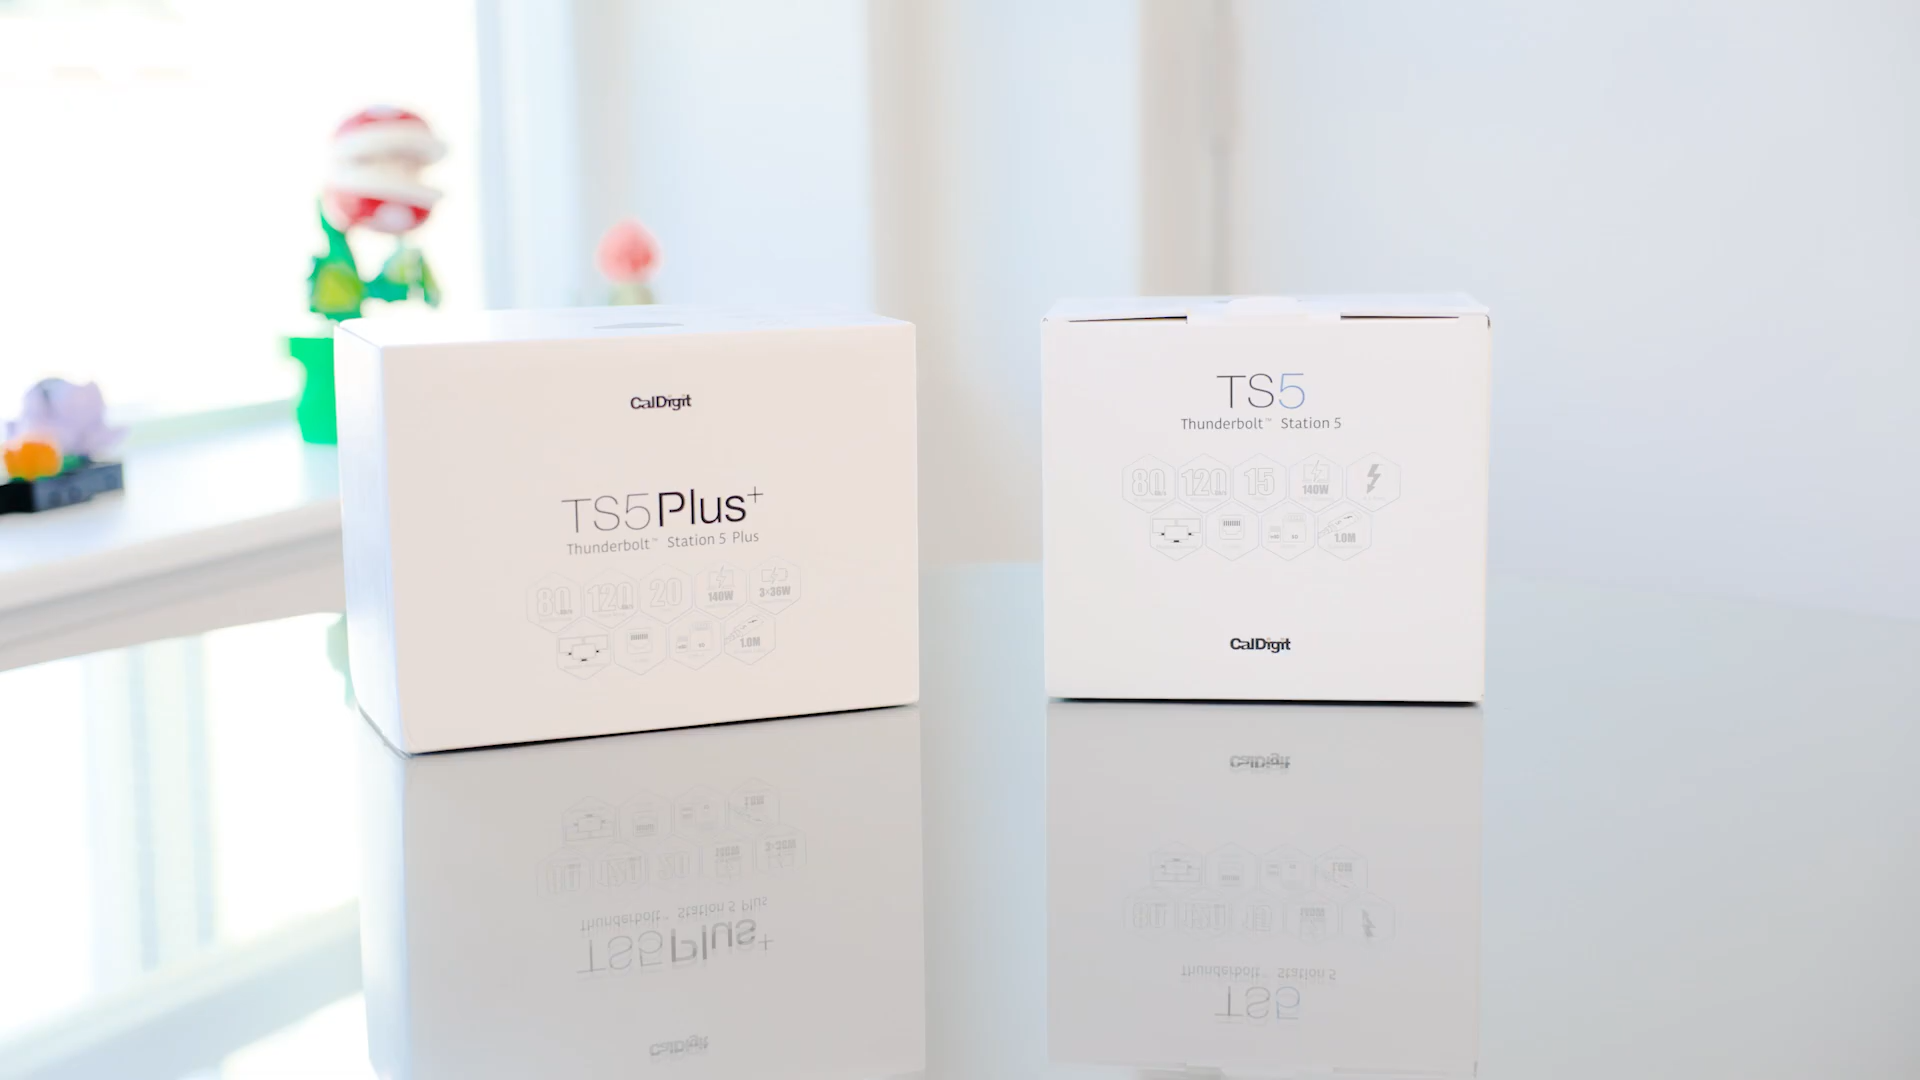 CalDigit
TS5Plus+
Thunderbolt™ Station 5 Plus
80 120 20 140W 3×36W
1.0M
TS5
Thunderbolt™ Station 5
80 120 15 140W
1.0M
CalDigit